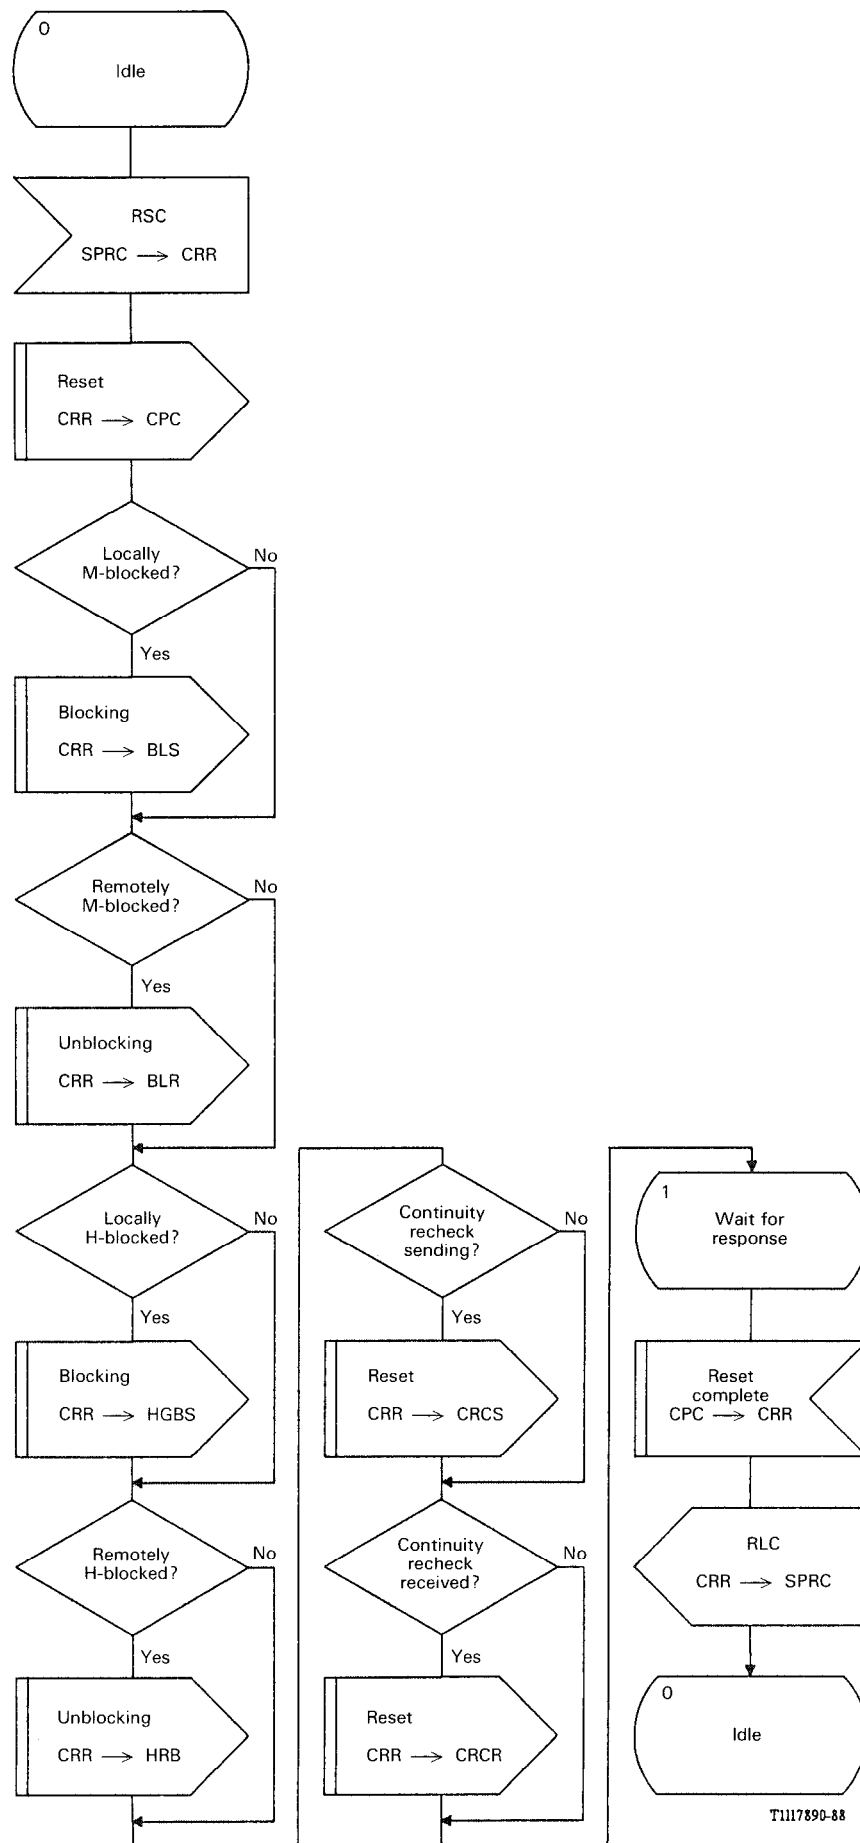 0
Idle
RSC
SPRC → CRR
Reset
CRR → CPC
Locally
M-blocked?
No
Yes
Blocking
CRR → BLS
Remotely
M-blocked?
No
Yes
Unblocking
CRR → BLR
Locally
H-blocked?
No
Yes
Blocking
CRR → HGBS
Remotely
H-blocked?
No
Yes
Unblocking
CRR → HRB
Continuity
recheck
sending?
No
Yes
Reset
CRR → CRCS
Continuity
recheck
received?
No
Yes
Reset
CRR → CRCR
1
Wait for
response
Reset
complete
CPC → CRR
RLC
CRR → SPRC
0
Idle
T1117890-88